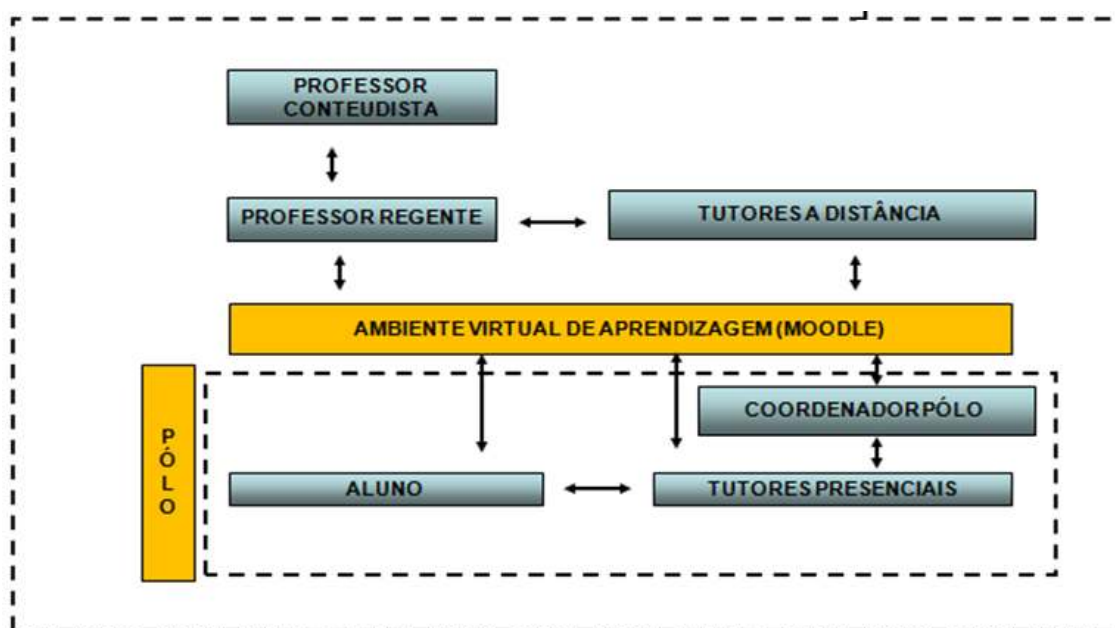 PROFESSOR
CONTEUDISTA
PROFESSOR REGENTE
TUTORES A DISTÂNCIA
AMBIENTE VIRTUAL DE APRENDIZAGEM (MOODLE)
P
Ó
L
O
COORDENADOR PÓLO
ALUNO
TUTORES PRESENCIAIS